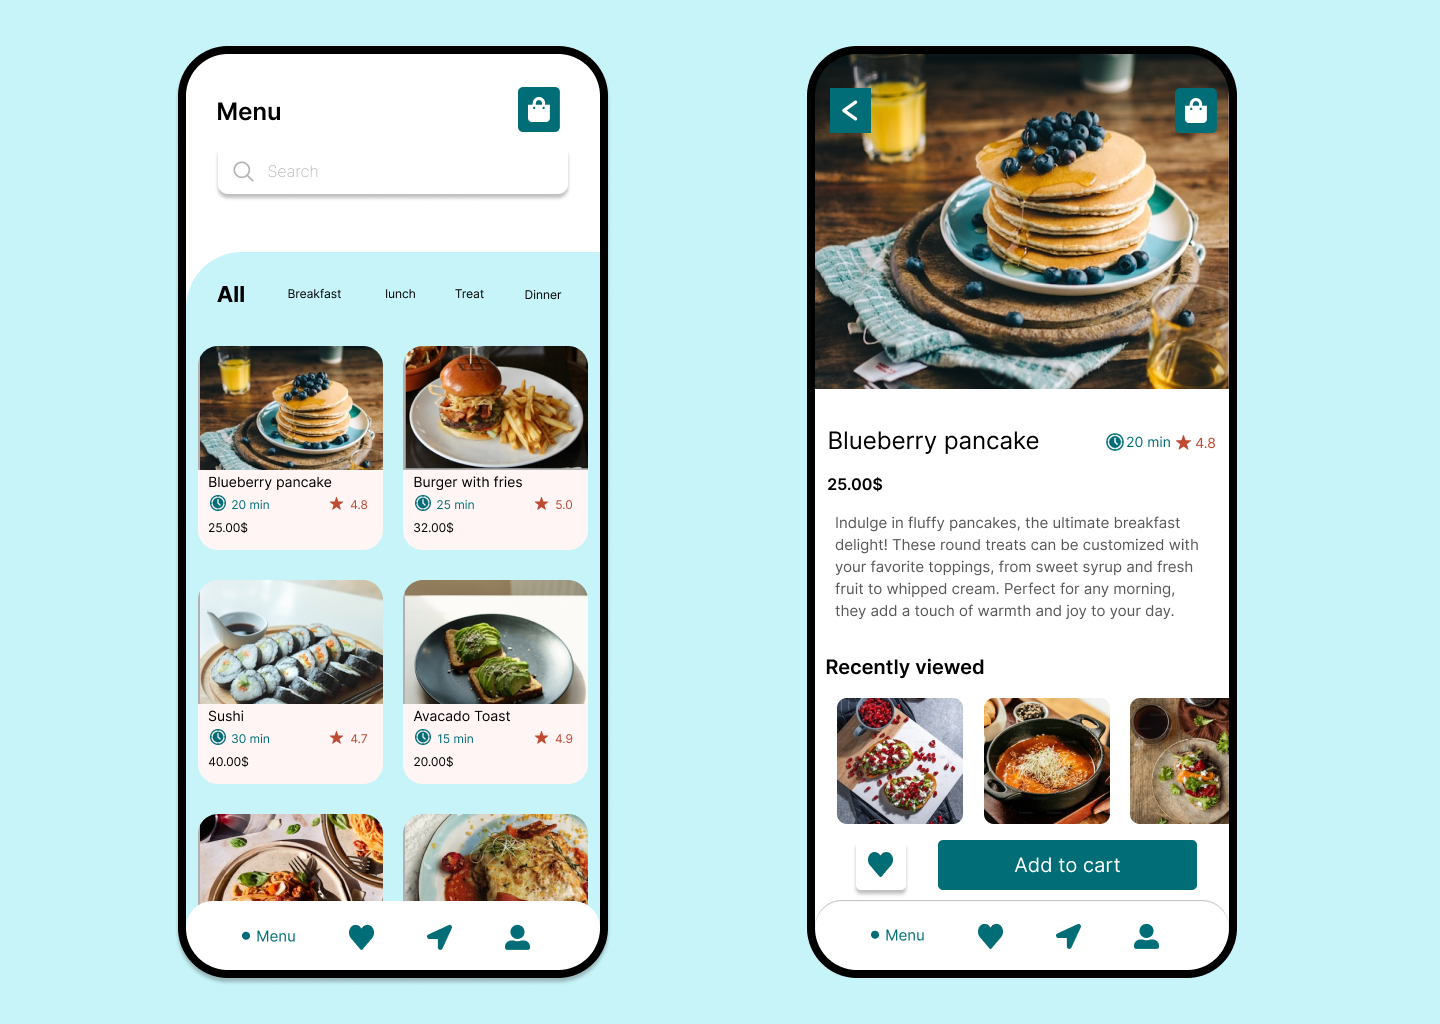 Menu
Search
All Breakfast lunch Treat Dinner
Blueberry pancake
20 min 4.8
25.00$
Burger with fries
25 min 5.0
32.00$
Sushi
30 min 4.7
40.00$
Avacado Toast
15 min 4.9
20.00$
Menu
Blueberry pancake
20 min 4.8
25.00$
Indulge in fluffy pancakes, the ultimate breakfast
delight! These round treats can be customized with
your favorite toppings, from sweet syrup and fresh
fruit to whipped cream. Perfect for any morning,
they add a touch of warmth and joy to your day.
Recently viewed
Add to cart
Menu